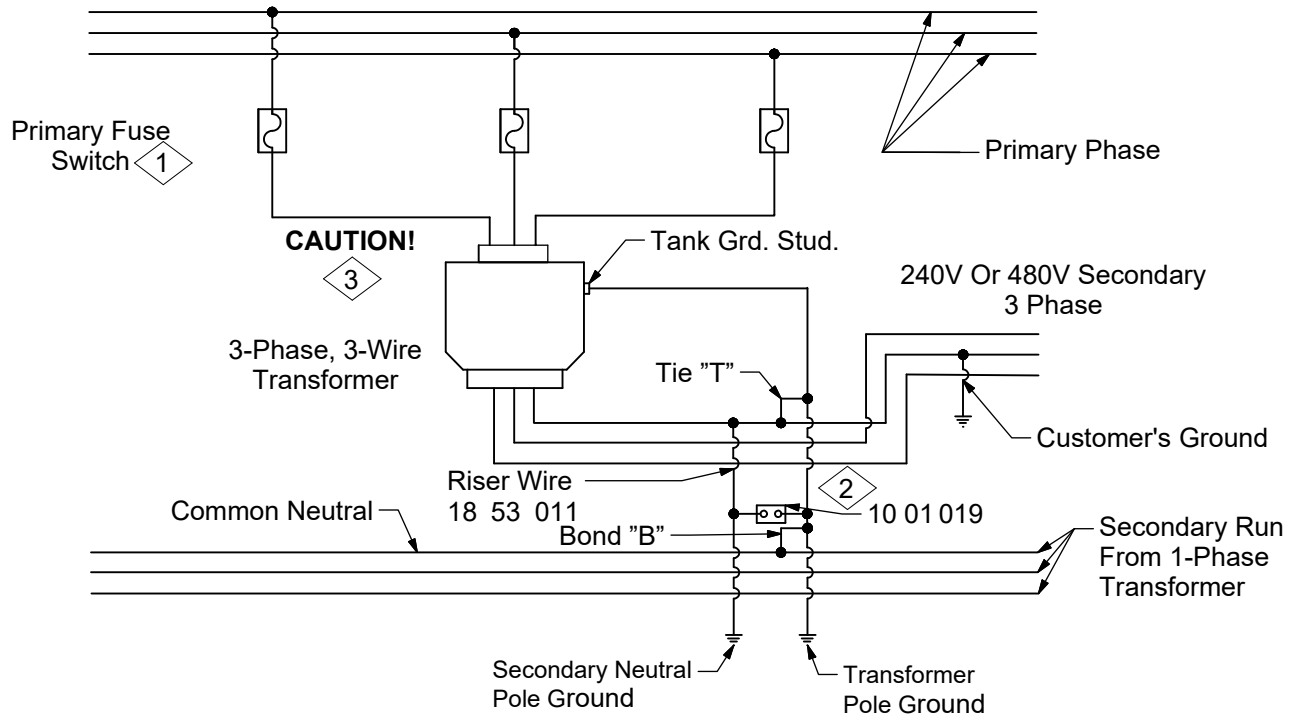 Primary Fuse
Switch 1
Primary Phase
CAUTION!
3
Tank Grd. Stud.
240V Or 480V Secondary
3 Phase
3-Phase, 3-Wire
Transformer
Tie ”T”
Customer's Ground
Riser Wire
18 53 011
2
10 01 019
Common Neutral
Bond ”B”
Secondary Run
From 1-Phase
Transformer
Secondary Neutral
Pole Ground
Transformer
Pole Ground